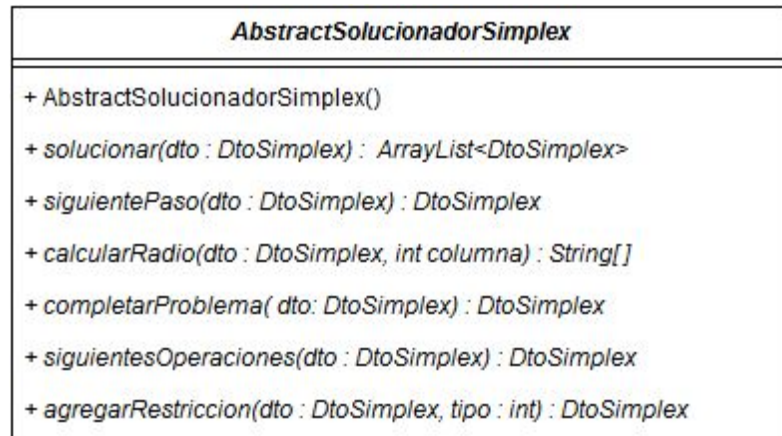 AbstractSolucionadorSimplex
+ AbstractSolucionadorSimplex()
+ solucionar(dto : DtoSimplex) : ArrayList<DtoSimplex>
+ siguientePaso(dto : DtoSimplex) : DtoSimplex
+ calcularRadio(dto : DtoSimplex, int columna) : String[]
+ completarProblema( dto: DtoSimplex) : DtoSimplex
+ siguientesOperaciones(dto : DtoSimplex) : DtoSimplex
+ agregarRestriccion(dto : DtoSimplex, tipo : int) : DtoSimplex